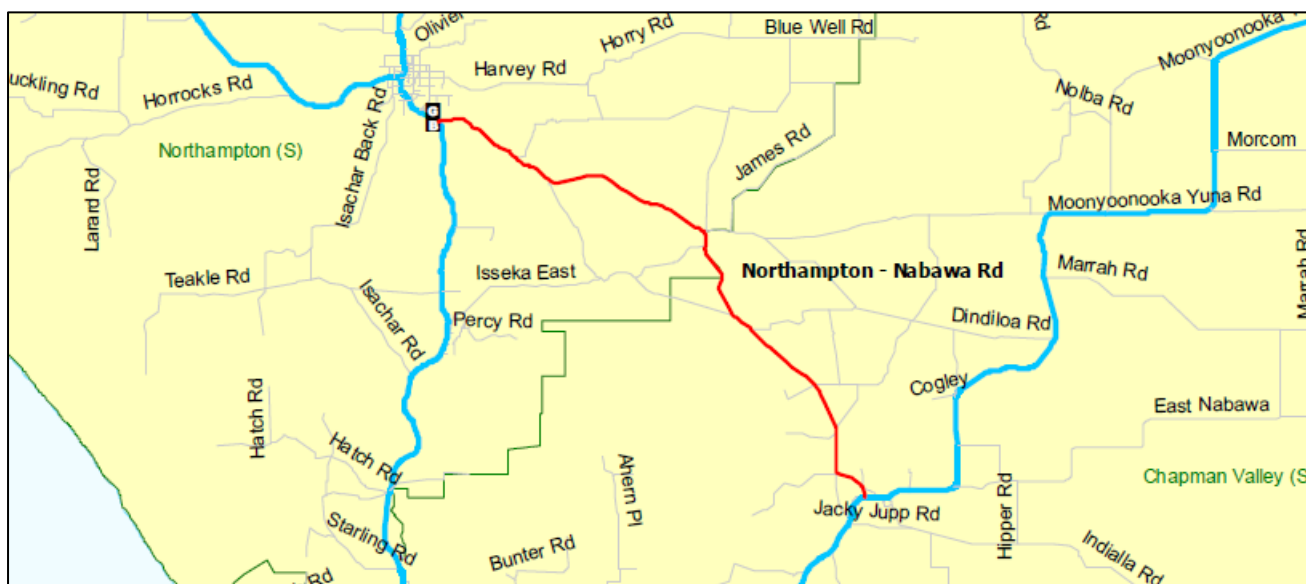 Olivier
Horry Rd
Blue Well Rd
Moonyoonooka
Harvey Rd
uckling Rd
Horrocks Rd
Nolba Rd
Isachar Back Rd
Northampton (S)
James Rd
Morcom
Larard Rd
Moonyoonooka Yuna Rd
Teakle Rd
Isseka East
Northampton - Nabawa Rd
Marrah Rd
Marrah Rd
Isachar Rd
Percy Rd
Dindiloa Rd
Cogley
Hatch Rd
East Nabawa
Hatch Rd
Ahern Pl
Chapman Valley (S
Jacky Jupp Rd
Hipper Rd
Starling Rd
Bunter Rd
Indialla Rd
Rd